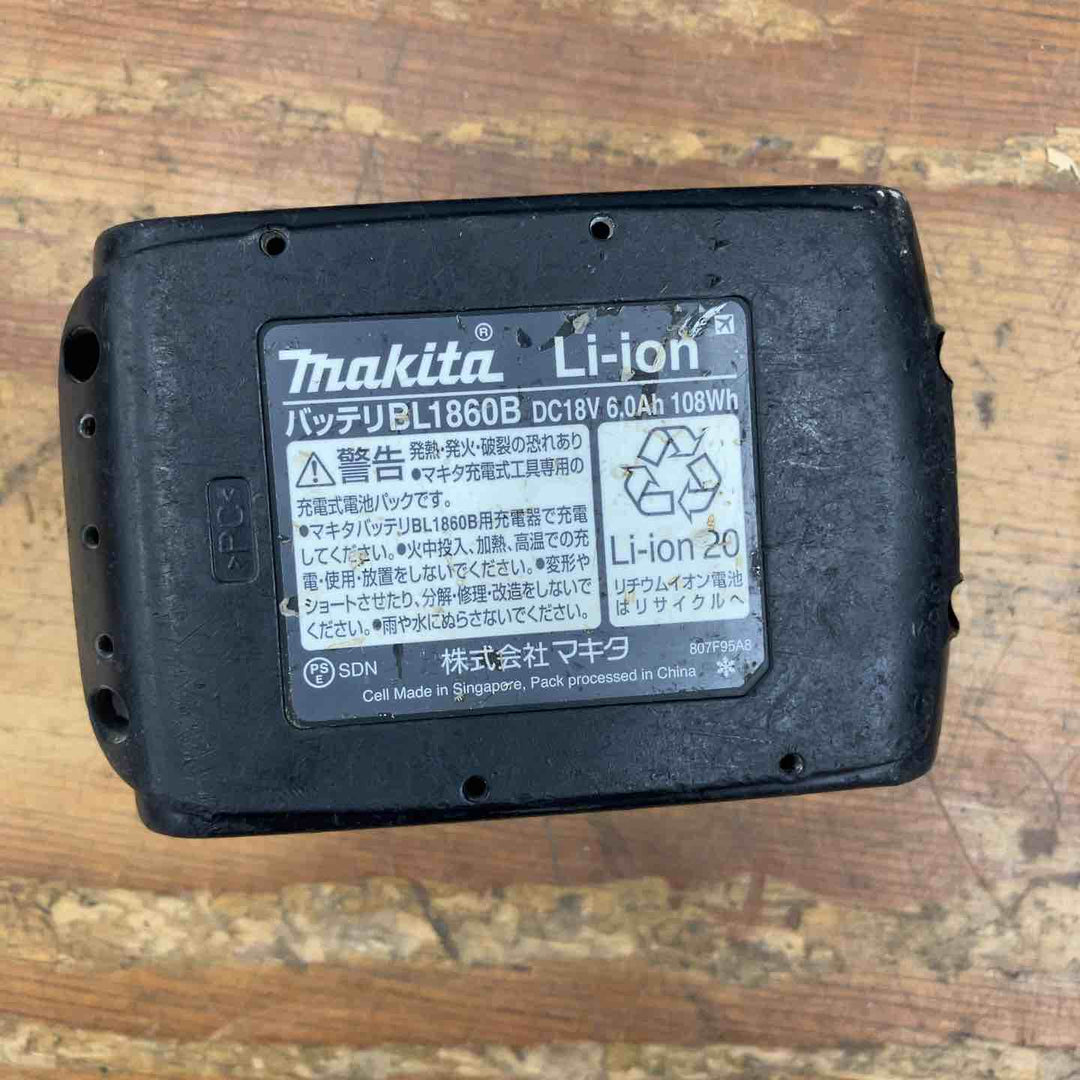 makita® Li-ion
バッテリBL1860B DC18V 6.0Ah 108Wh
警告 発熱・発火・破裂の恐れあり
●マキタ充電式工具専用の
充電式電池パックです。
●マキタバッテリBL1860B用充電器で充電
してください。●火中投入、加熱、高温での充
電・使用・放置をしないでください。●変形や
ショートさせたり、分解・修理・改造をしないで
ください。●雨や水にぬらさないでください。
Li-ion 20
リチウムイオン電池
はリサイクルへ
PSE SDN 株式会社マキタ 807F95A8
Cell Made in Singapore, Pack processed in China
>PC<